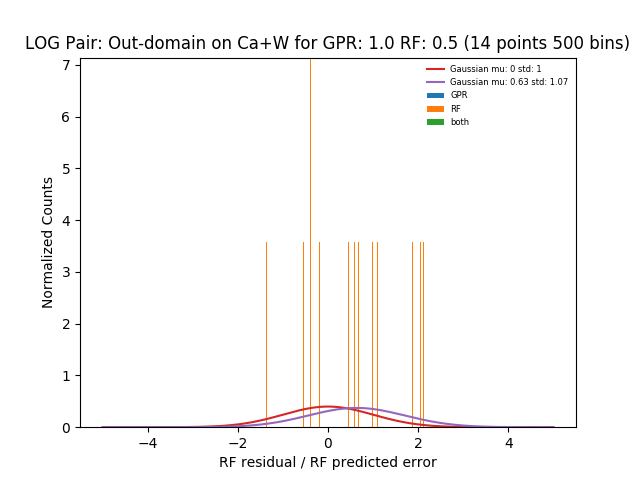 LOG Pair: Out-domain on Ca+W for GPR: 1.0 RF: 0.5 (14 points 500 bins)
Gaussian mu: 0 std: 1
Gaussian mu: 0.63 std: 1.07
GPR
RF
both
Normalized Counts
7
6
5
4
3
2
1
0
−4
−2
0
2
4
RF residual / RF predicted error